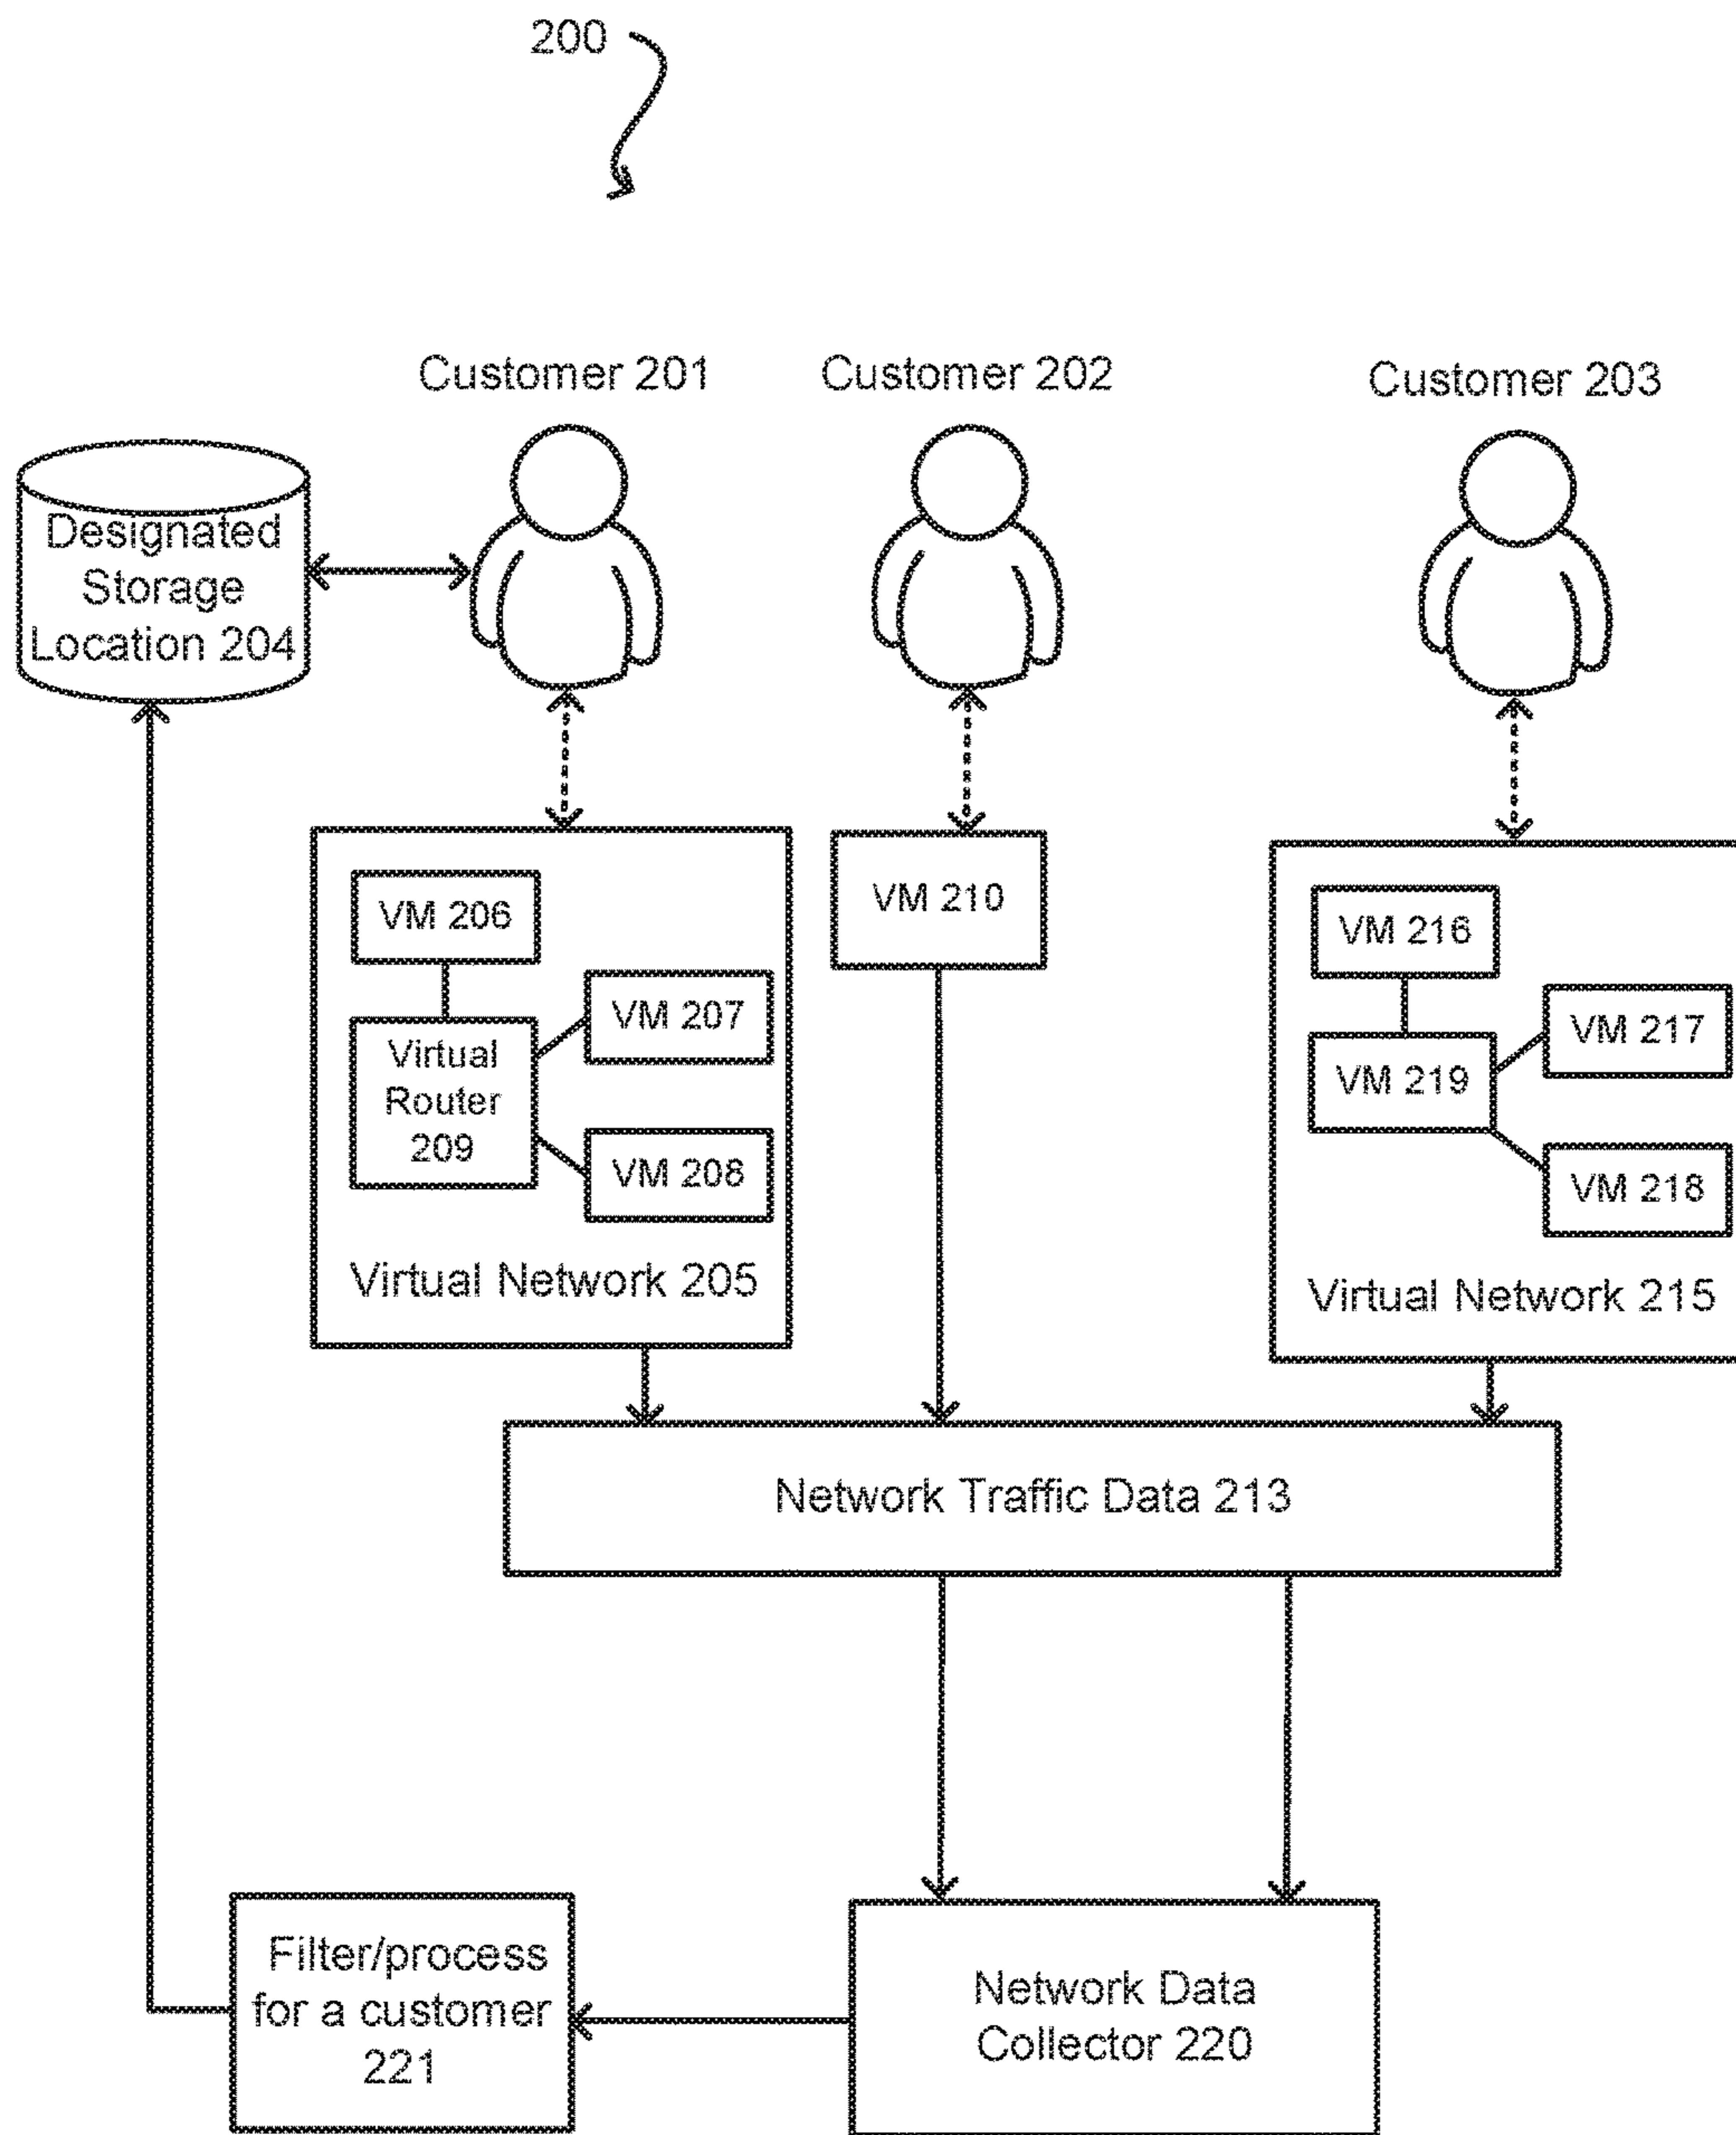 200
Customer 201
Customer 202
Customer 203
Designated
Storage
Location 204
VM 206
Virtual
Router
209
VM 207
VM 208
Virtual Network 205
VM 210
VM 216
VM 219
VM 217
VM 218
Virtual Network 215
Network Traffic Data 213
Filter/process
for a customer
221
Network Data
Collector 220